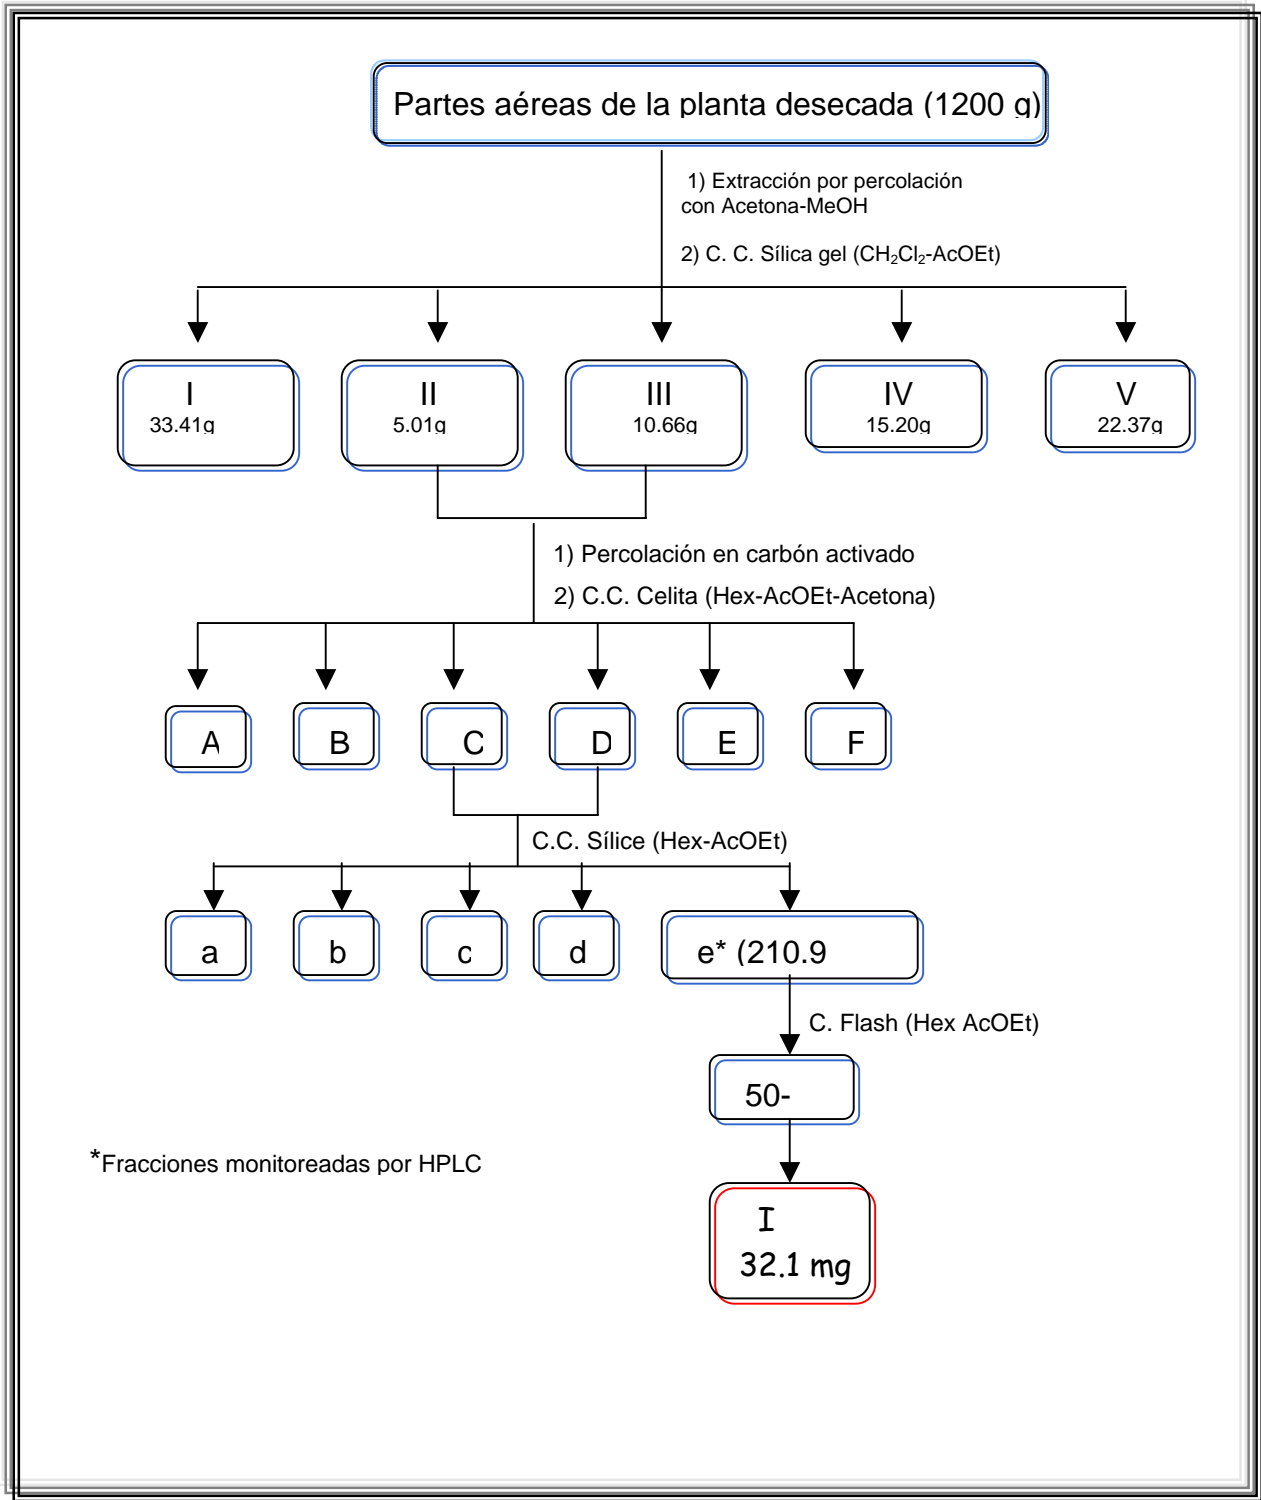 Partes aéreas de la planta desecada (1200 g)
1) Extracción por percolación
con Acetona-MeOH
2) C. C. Sílica gel (CH₂Cl₂-AcOEt)
I
33.41g
II
5.01g
III
10.66g
IV
15.20g
V
22.37g
1) Percolación en carbón activado
2) C.C. Celita (Hex-AcOEt-Acetona)
A
B
C
D
E
F
C.C. Sílice (Hex-AcOEt)
a
b
c
d
e* (210.9
C. Flash (Hex AcOEt)
50-
*Fracciones monitoreadas por HPLC
I
32.1 mg